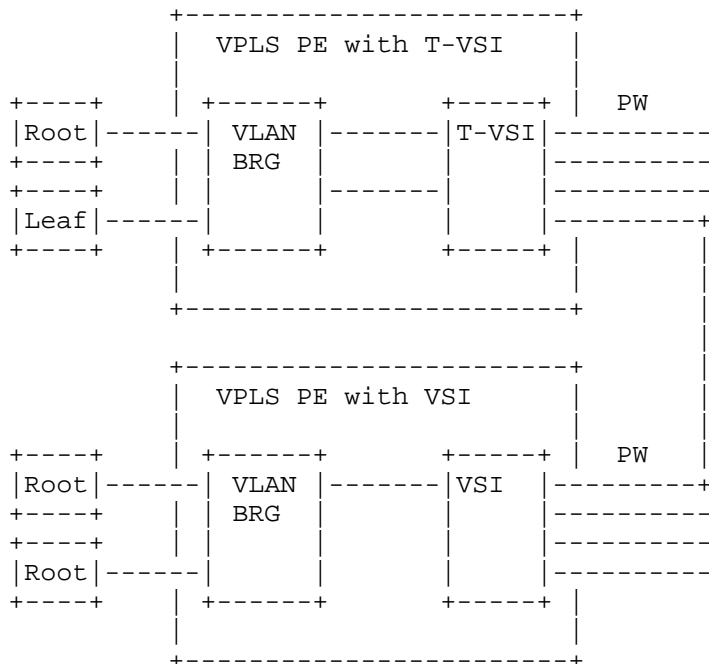 VPLS PE with T-VSI
PW
Root VLAN T-VSI
BRG
Leaf
VPLS PE with VSI
PW
Root VLAN VSI
BRG
Root